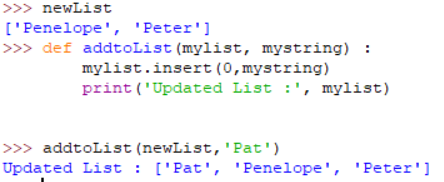 >>> newList
['Penelope', 'Peter']
>>> def addtoList(mylist, mystring) :
        mylist.insert(0,mystring)
        print('Updated List :', mylist)
>>> addtoList(newList,'Pat')
Updated List : ['Pat', 'Penelope', 'Peter']